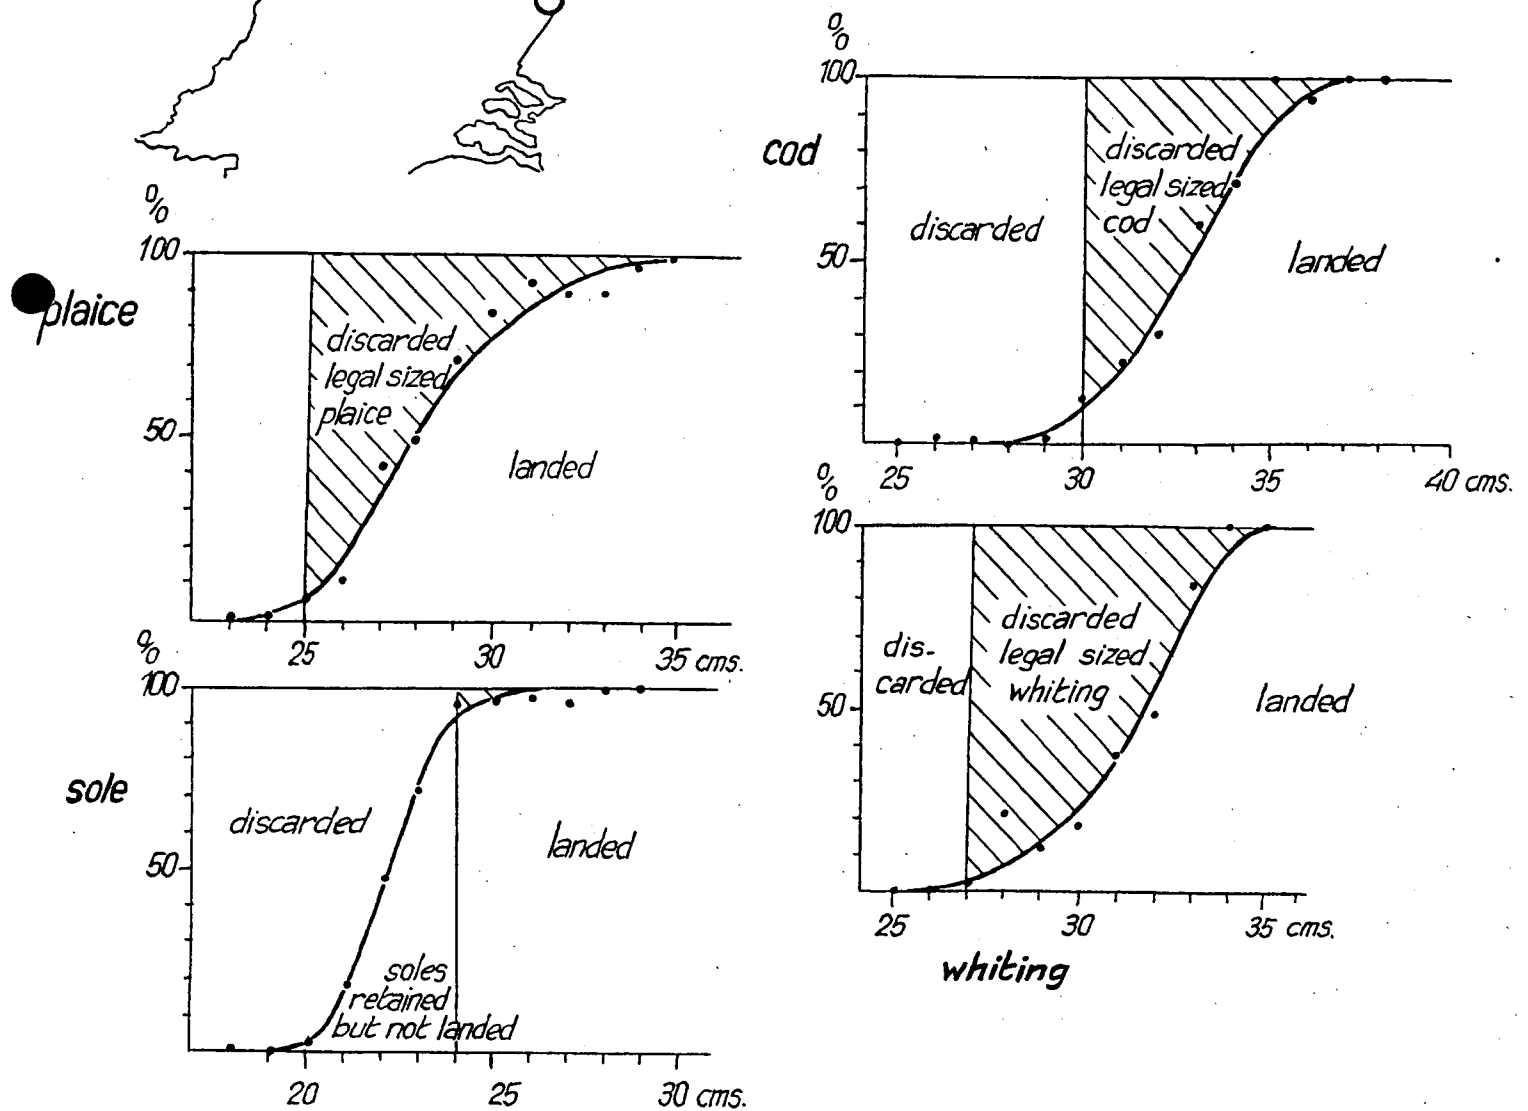 plaice
%
100
50
discarded
legal sized
plaice
landed
25
30
35 cms.
sole
%
100
50
discarded
landed
soles
retained
but not landed
20
25
30 cms.
cod
%
100
50
discarded
discarded
legal sized
cod
landed
25
30
35
40 cms.
%
100
50
dis-
carded
discarded
legal sized
whiting
landed
25
30
35 cms.
whiting